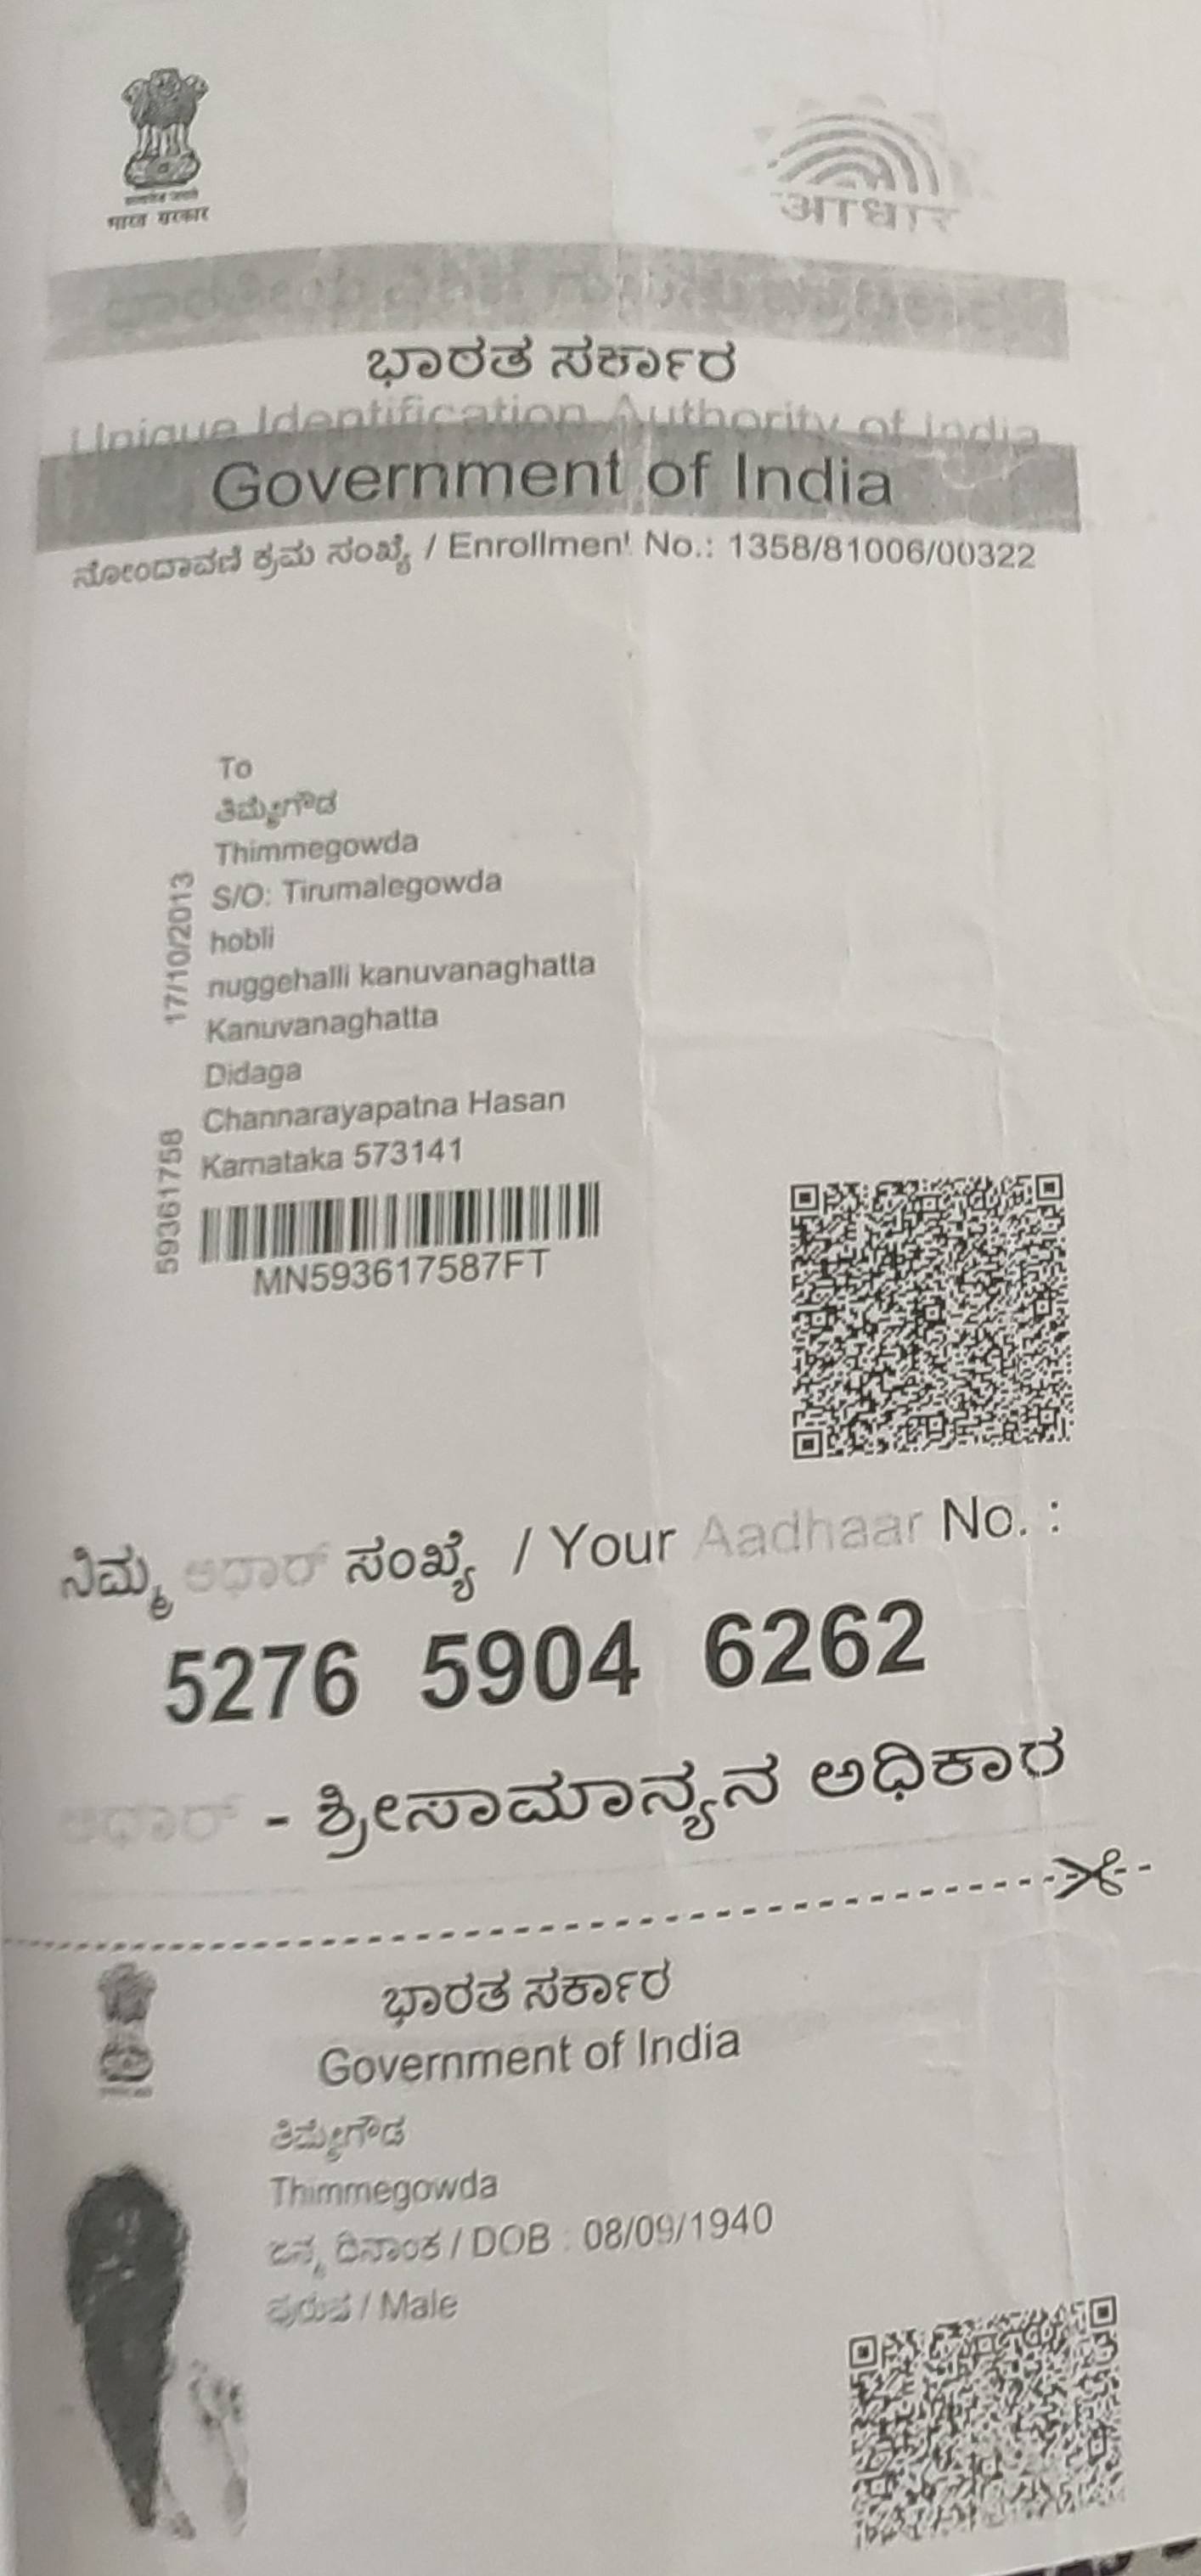 भारत सरकार
आधार
ಭಾರತ ಸರ್ಕಾರ
Unique Identification Authority of India
Government of India
ನೋಂದಾವಣಿ ಕ್ರಮ ಸಂಖ್ಯೆ / Enrollment No.: 1358/81006/00322
To
ತಿಮ್ಮೇಗೌಡ
Thimmegowda
S/O: Tirumalegowda
hobli
nuggehalli kanuvanaghatta
Kanuvanaghatta
Didaga
Channarayapatna Hasan
Karnataka 573141
17/10/2013
59361758
MN593617587FT
ನಿಮ್ಮ ಆಧಾರ್ ಸಂಖ್ಯೆ / Your Aadhaar No. :
5276 5904 6262
ಆಧಾರ್ - ಶ್ರೀಸಾಮಾನ್ಯನ ಅಧಿಕಾರ
ಭಾರತ ಸರ್ಕಾರ
Government of India
ತಿಮ್ಮೇಗೌಡ
Thimmegowda
ಜನ್ಮ ದಿನಾಂಕ / DOB : 08/09/1940
ಪುರುಷ / Male